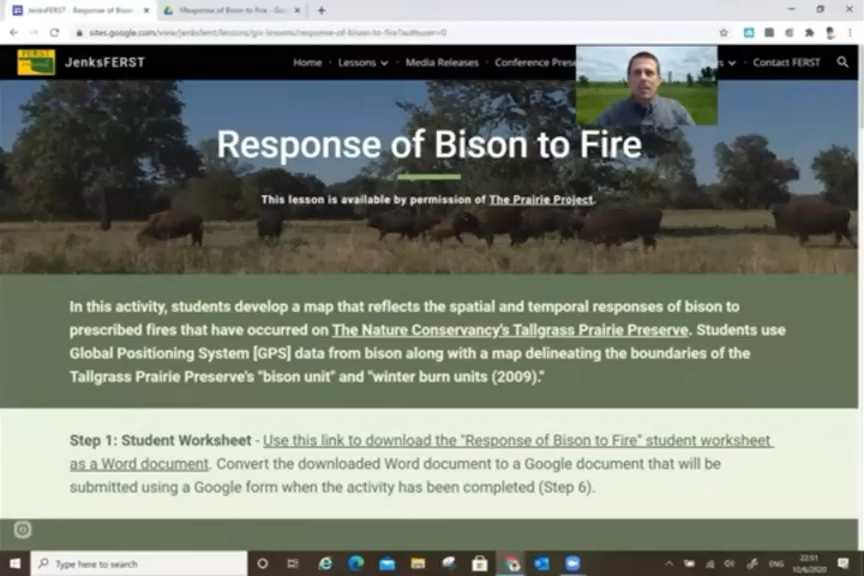 JenksFERST - Response of Bison
1Response of Bison to Fire - Goo
sites.google.com/view/jenksferst/lessons/gis-lessons/response-of-bison-to-fire?authuser=0
FERST
JenksFERST
Home · Lessons · Media Releases · Conference Prese
Contact FERST
Response of Bison to Fire
This lesson is available by permission of The Prairie Project.
In this activity, students develop a map that reflects the spatial and temporal responses of bison to
prescribed fires that have occurred on The Nature Conservancy's Tallgrass Prairie Preserve. Students use
Global Positioning System [GPS] data from bison along with a map delineating the boundaries of the
Tallgrass Prairie Preserve's "bison unit" and "winter burn units (2009)."
Step 1: Student Worksheet - Use this link to download the "Response of Bison to Fire" student worksheet
as a Word document. Convert the downloaded Word document to a Google document that will be
submitted using a Google form when the activity has been completed (Step 6).
Type here to search
ENG
22:51
10/6/2020